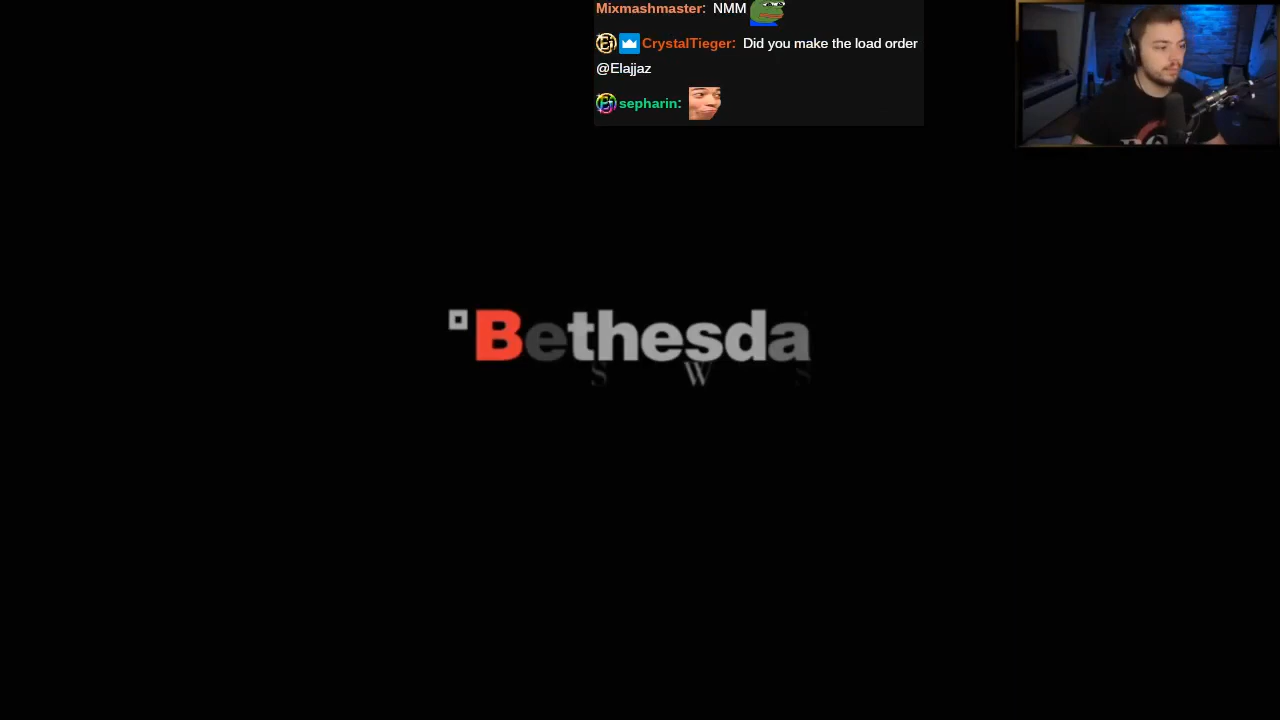 Mixmashmaster: NMM
CrystalTieger: Did you make the load order
@Elajjaz
sepharin:
Bethesda
S W S